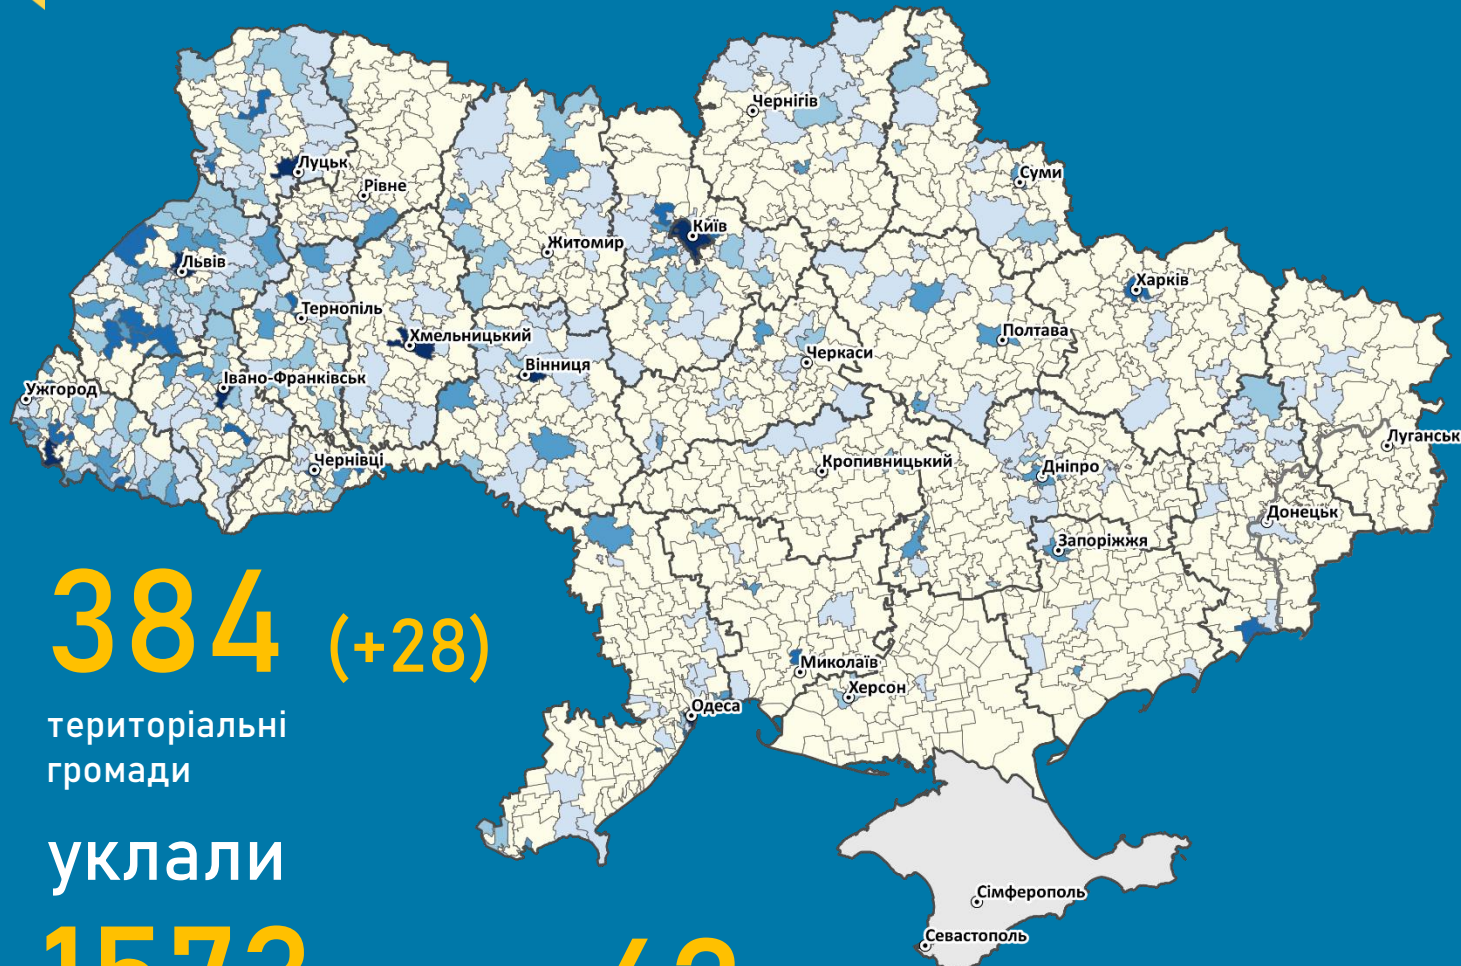 Чернігів
Суми
Луцьк
Рівне
Київ
Житомир
Львів
Харків
Тернопіль
Полтава
Хмельницький
Черкаси
Вінниця
Івано-Франківськ
Ужгород
Луганськ
Чернівці
Кропивницький
Дніпро
Донецьк
Запоріжжя
384 (+28)
Миколаїв
Херсон
Одеса
територіальні
громади
уклали
Сімферополь
Севастополь